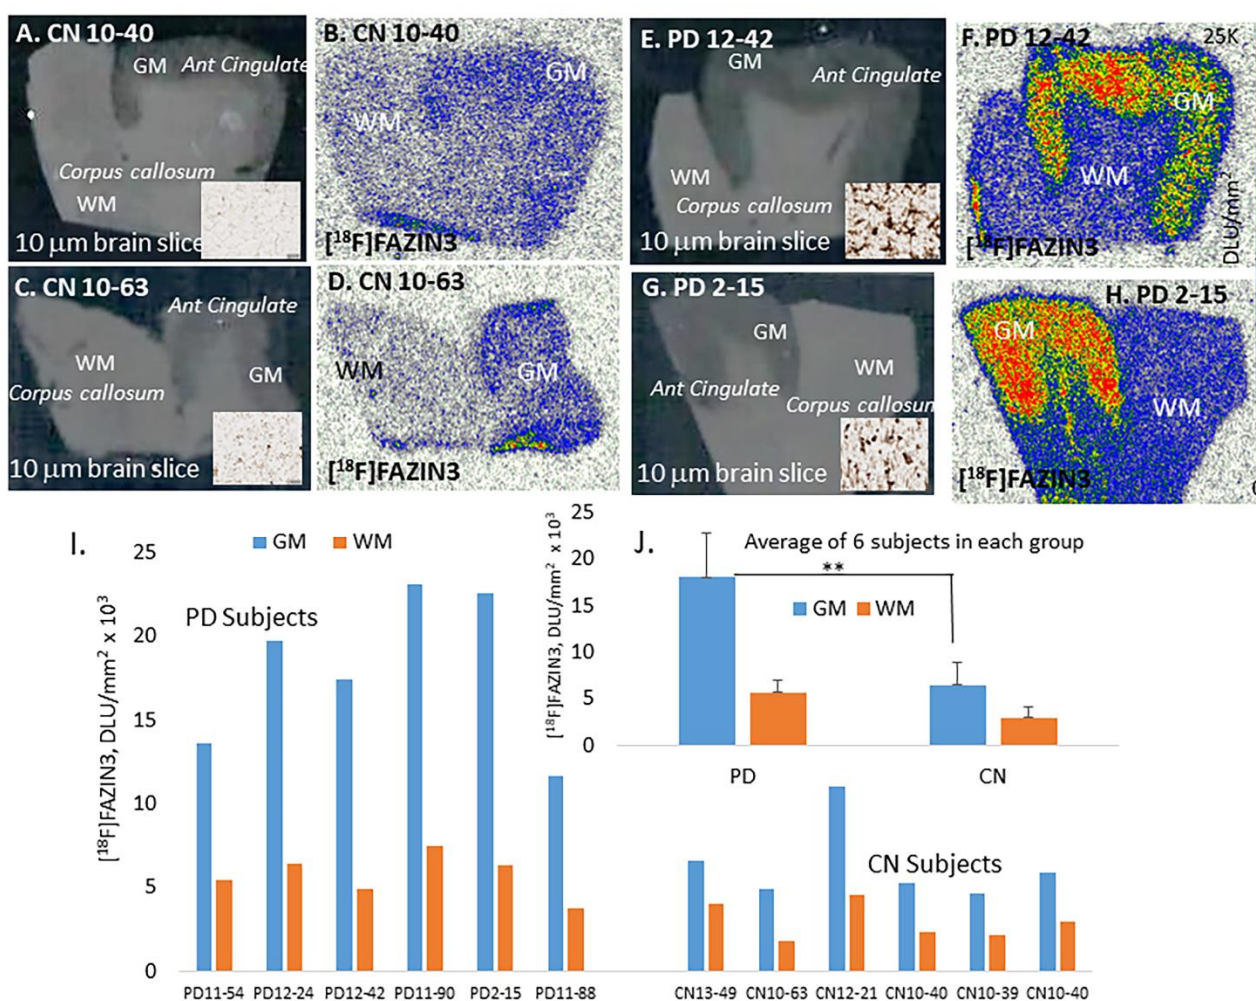 A. CN 10-40
GM
Ant Cingulate
Corpus callosum
WM
10 μm brain slice
B. CN 10-40
GM
WM
[¹⁸F]FAZIN3
E. PD 12-42
GM
Ant Cingulate
WM
Corpus callosum
10 μm brain slice
F. PD 12-42
25K
GM
WM
DLU/mm²
[¹⁸F]FAZIN3
C. CN 10-63
Ant Cingulate
WM
GM
Corpus callosum
10 μm brain slice
D. CN 10-63
WM
GM
[¹⁸F]FAZIN3
G. PD 2-15
GM
WM
Ant Cingulate
Corpus callosum
10 μm brain slice
H. PD 2-15
GM
WM
[¹⁸F]FAZIN3
I.
GM WM
PD Subjects
[¹⁸F]FAZIN3, DLU/mm² x 10³
25
20
15
10
5
0
PD11-54 PD12-24 PD12-42 PD11-90 PD2-15 PD11-88
J.
Average of 6 subjects in each group
**
GM WM
[¹⁸F]FAZIN3, DLU/mm² x 10³
25
20
15
10
5
0
PD CN
CN Subjects
CN13-49 CN10-63 CN12-21 CN10-40 CN10-39 CN10-40